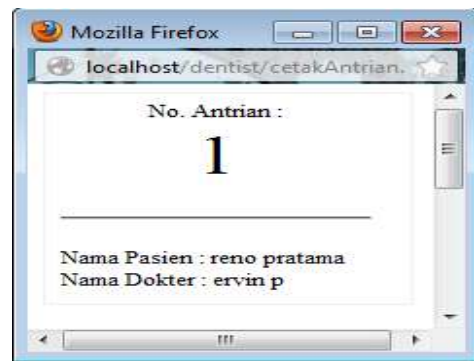 Mozilla Firefox
localhost/dentist/cetakAntrian.
No. Antrian :
1
Nama Pasien : reno pratama
Nama Dokter : ervin p